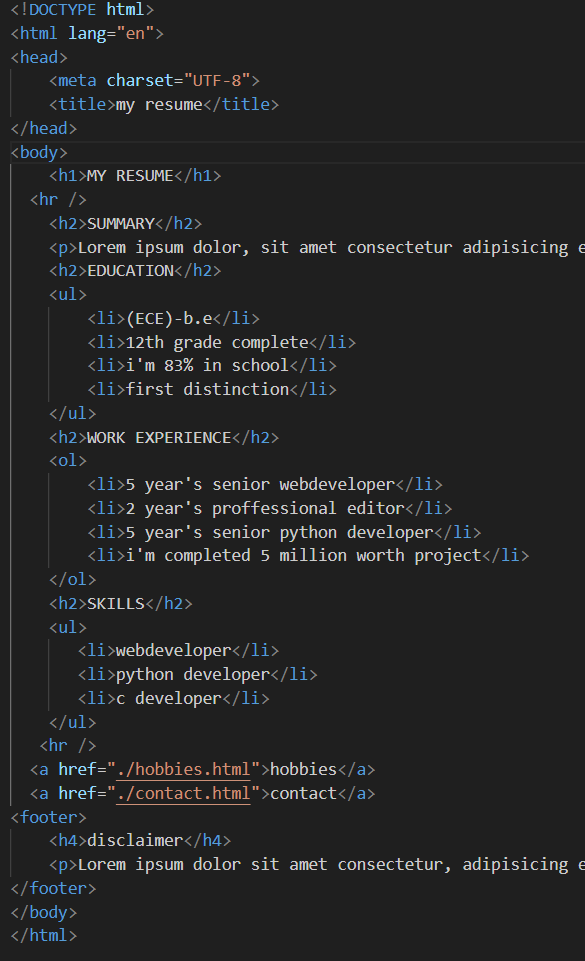 <!DOCTYPE html>
<html lang="en">
<head>
    <meta charset="UTF-8">
    <title>my resume</title>
</head>
<body>
    <h1>MY RESUME</h1>
  <hr />
    <h2>SUMMARY</h2>
    <p>Lorem ipsum dolor, sit amet consectetur adipisicing e
    <h2>EDUCATION</h2>
    <ul>
        <li>(ECE)-b.e</li>
        <li>12th grade complete</li>
        <li>i'm 83% in school</li>
        <li>first distinction</li>
    </ul>
    <h2>WORK EXPERIENCE</h2>
    <ol>
        <li>5 year's senior webdeveloper</li>
        <li>2 year's proffessional editor</li>
        <li>5 year's senior python developer</li>
        <li>i'm completed 5 million worth project</li>
    </ol>
    <h2>SKILLS</h2>
    <ul>
       <li>webdeveloper</li>
       <li>python developer</li>
       <li>c developer</li>
    </ul>
   <hr />
  <a href="./hobbies.html">hobbies</a>
  <a href="./contact.html">contact</a>
<footer>
    <h4>disclaimer</h4>
    <p>Lorem ipsum dolor sit amet consectetur, adipisicing e
</footer>
</body>
</html>